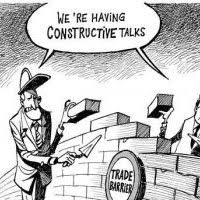 WE'RE HAVING
CONSTRUCTIVE TALKS
TRADE
BARRIER